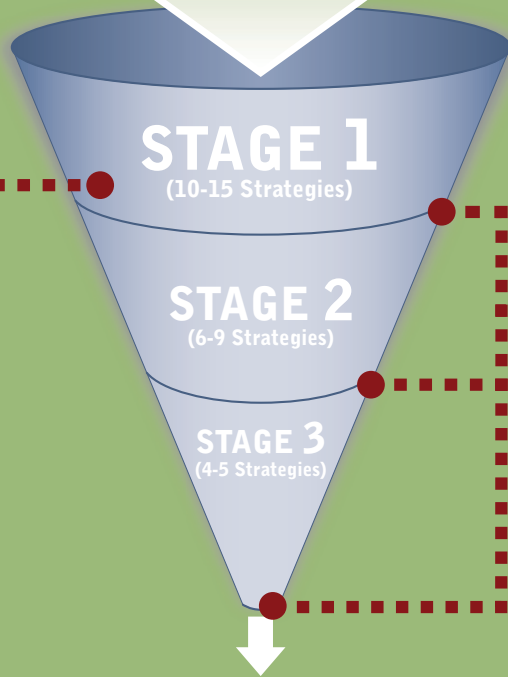 STAGE 1
(10-15 Strategies)
STAGE 2
(6-9 Strategies)
STAGE 3
(4-5 Strategies)